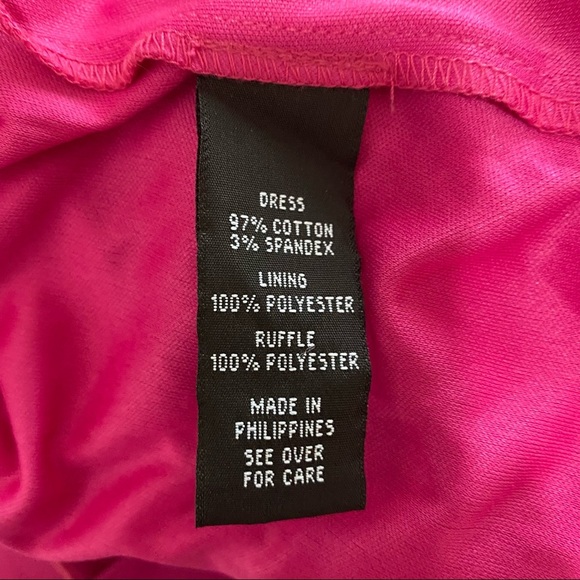 DRESS
97% COTTON
3% SPANDEX
LINING
100% POLYESTER
RUFFLE
100% POLYESTER
MADE IN
PHILIPPINES
SEE OVER
FOR CARE